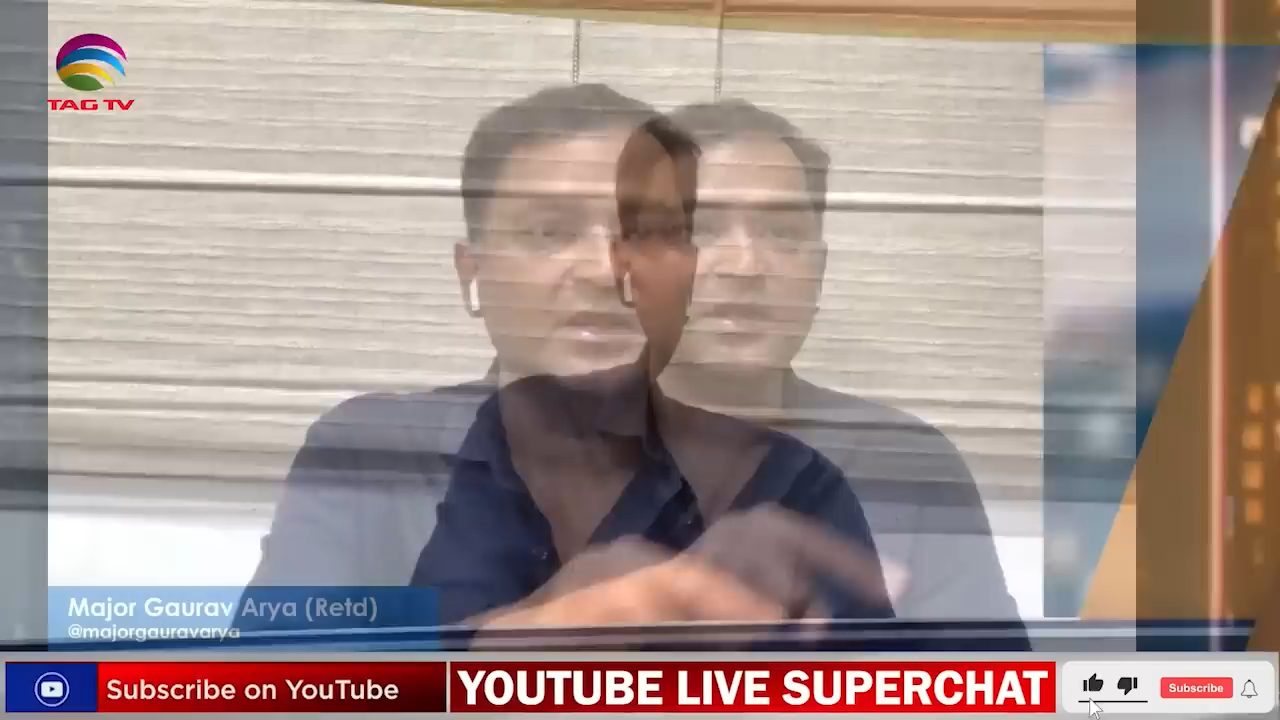 TAG TV
Major Gaurav Arya (Retd)
@majorgauravarya
Subscribe on YouTube
YOUTUBE LIVE SUPERCHAT
Subscribe